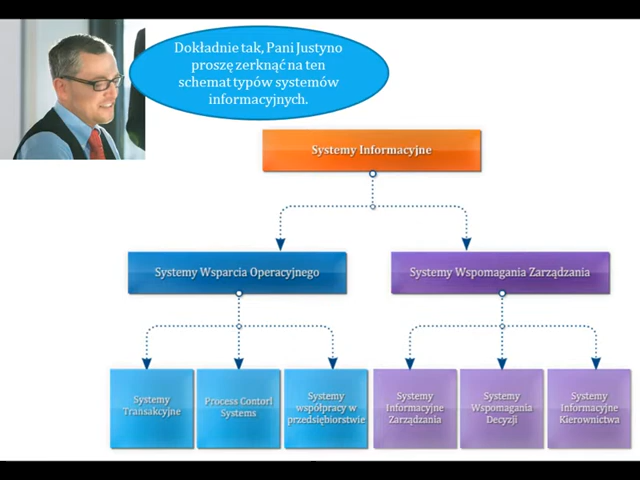 Dokładnie tak, Pani Justyno
proszę zerknąć na ten
schemat typów systemów
informacyjnych.
Systemy Informacyjne
Systemy Wsparcia Operacyjnego
Systemy Wspomagania Zarządzania
Systemy
Transakcyjne
Process Contorl
Systems
Systemy
współpracy w
przedsiębiorstwie
Systemy
Informacyjne
Zarządzania
Systemy
Wspomagania
Decyzji
Systemy
Informacyjne
Kierownictwa